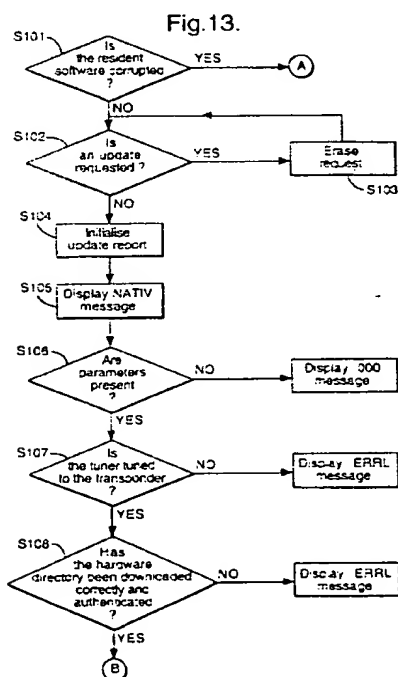 Fig.13.
S101
Is
the resident
software corrupted
?
YES
A
NO
S102
Is
an update
requested ?
YES
Erase
request
S103
NO
S104
Initialise
update report
S105
Display NATIV
message
S106
Are
parameters
present
?
NO
Display 000
message
YES
S107
Is
the tuner tuned
to the transponder
?
NO
Display ERRL
message
YES
S108
Has
the hardware
directory been downloaded
correctly and
authenticated
?
NO
Display ERRL
message
YES
B